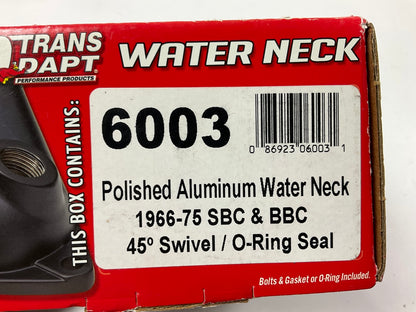 TRANS
DAPT
PERFORMANCE PRODUCTS
WATER NECK
THIS BOX CONTAINS:
6003
0 86923 06003 1
Polished Aluminum Water Neck
1966-75 SBC & BBC
45º Swivel / O-Ring Seal
Bolts & Gasket or O-Ring Included.